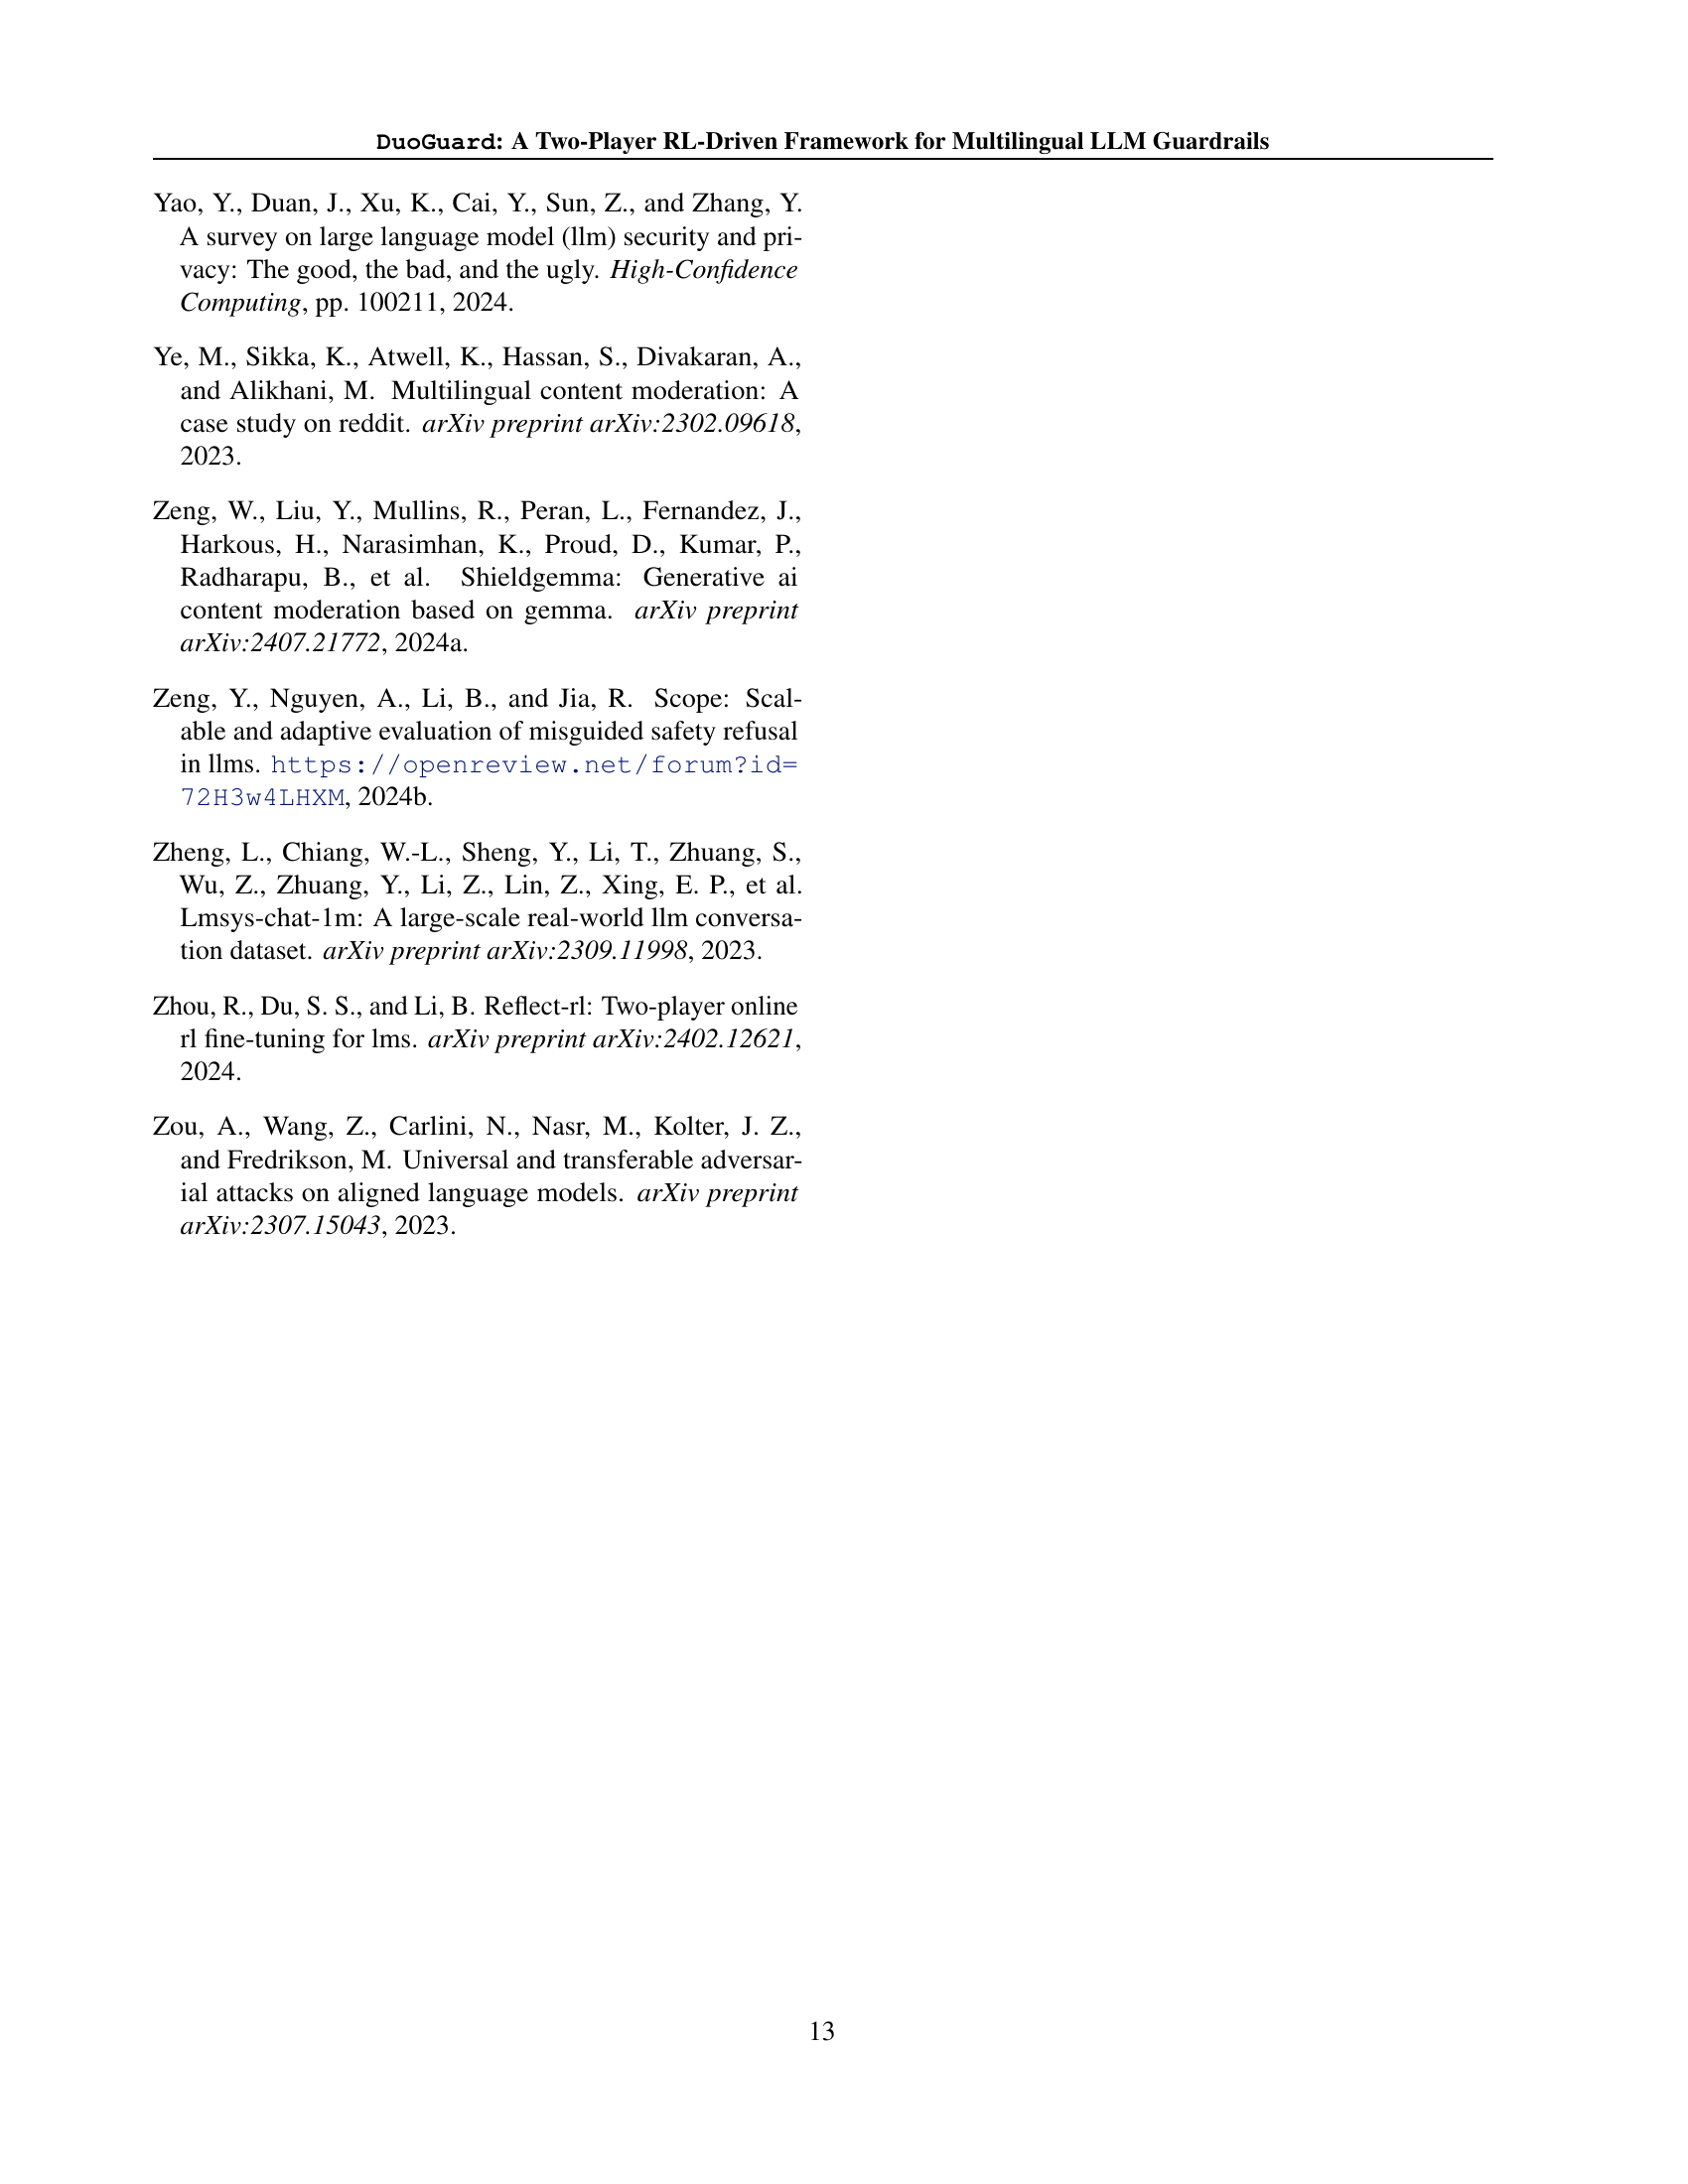 DuoGuard: A Two-Player RL-Driven Framework for Multilingual LLM Guardrails
Yao, Y., Duan, J., Xu, K., Cai, Y., Sun, Z., and Zhang, Y.
A survey on large language model (llm) security and pri-
vacy: The good, the bad, and the ugly. High-Confidence
Computing, pp. 100211, 2024.
Ye, M., Sikka, K., Atwell, K., Hassan, S., Divakaran, A.,
and Alikhani, M. Multilingual content moderation: A
case study on reddit. arXiv preprint arXiv:2302.09618,
2023.
Zeng, W., Liu, Y., Mullins, R., Peran, L., Fernandez, J.,
Harkous, H., Narasimhan, K., Proud, D., Kumar, P.,
Radharapu, B., et al. Shieldgemma: Generative ai
content moderation based on gemma. arXiv preprint
arXiv:2407.21772, 2024a.
Zeng, Y., Nguyen, A., Li, B., and Jia, R. Scope: Scal-
able and adaptive evaluation of misguided safety refusal
in llms. https://openreview.net/forum?id=
72H3w4LHXM, 2024b.
Zheng, L., Chiang, W.-L., Sheng, Y., Li, T., Zhuang, S.,
Wu, Z., Zhuang, Y., Li, Z., Lin, Z., Xing, E. P., et al.
Lmsys-chat-1m: A large-scale real-world llm conversa-
tion dataset. arXiv preprint arXiv:2309.11998, 2023.
Zhou, R., Du, S. S., and Li, B. Reflect-rl: Two-player online
rl fine-tuning for lms. arXiv preprint arXiv:2402.12621,
2024.
Zou, A., Wang, Z., Carlini, N., Nasr, M., Kolter, J. Z.,
and Fredrikson, M. Universal and transferable adversar-
ial attacks on aligned language models. arXiv preprint
arXiv:2307.15043, 2023.
13